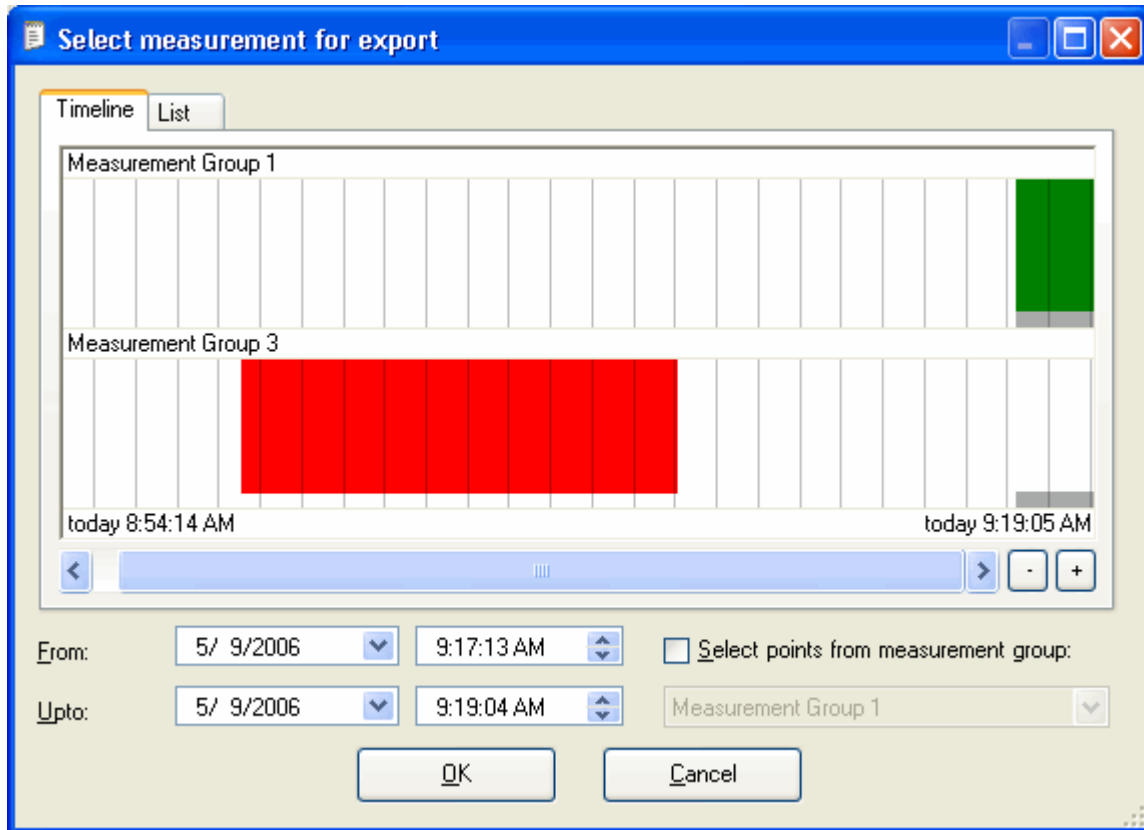 Select measurement for export
Timeline List
Measurement Group 1
Measurement Group 3
today 8:54:14 AM today 9:19:05 AM
- +
From: 5/ 9/2006 9:17:13 AM Select points from measurement group:
Upto: 5/ 9/2006 9:19:04 AM Measurement Group 1
OK Cancel